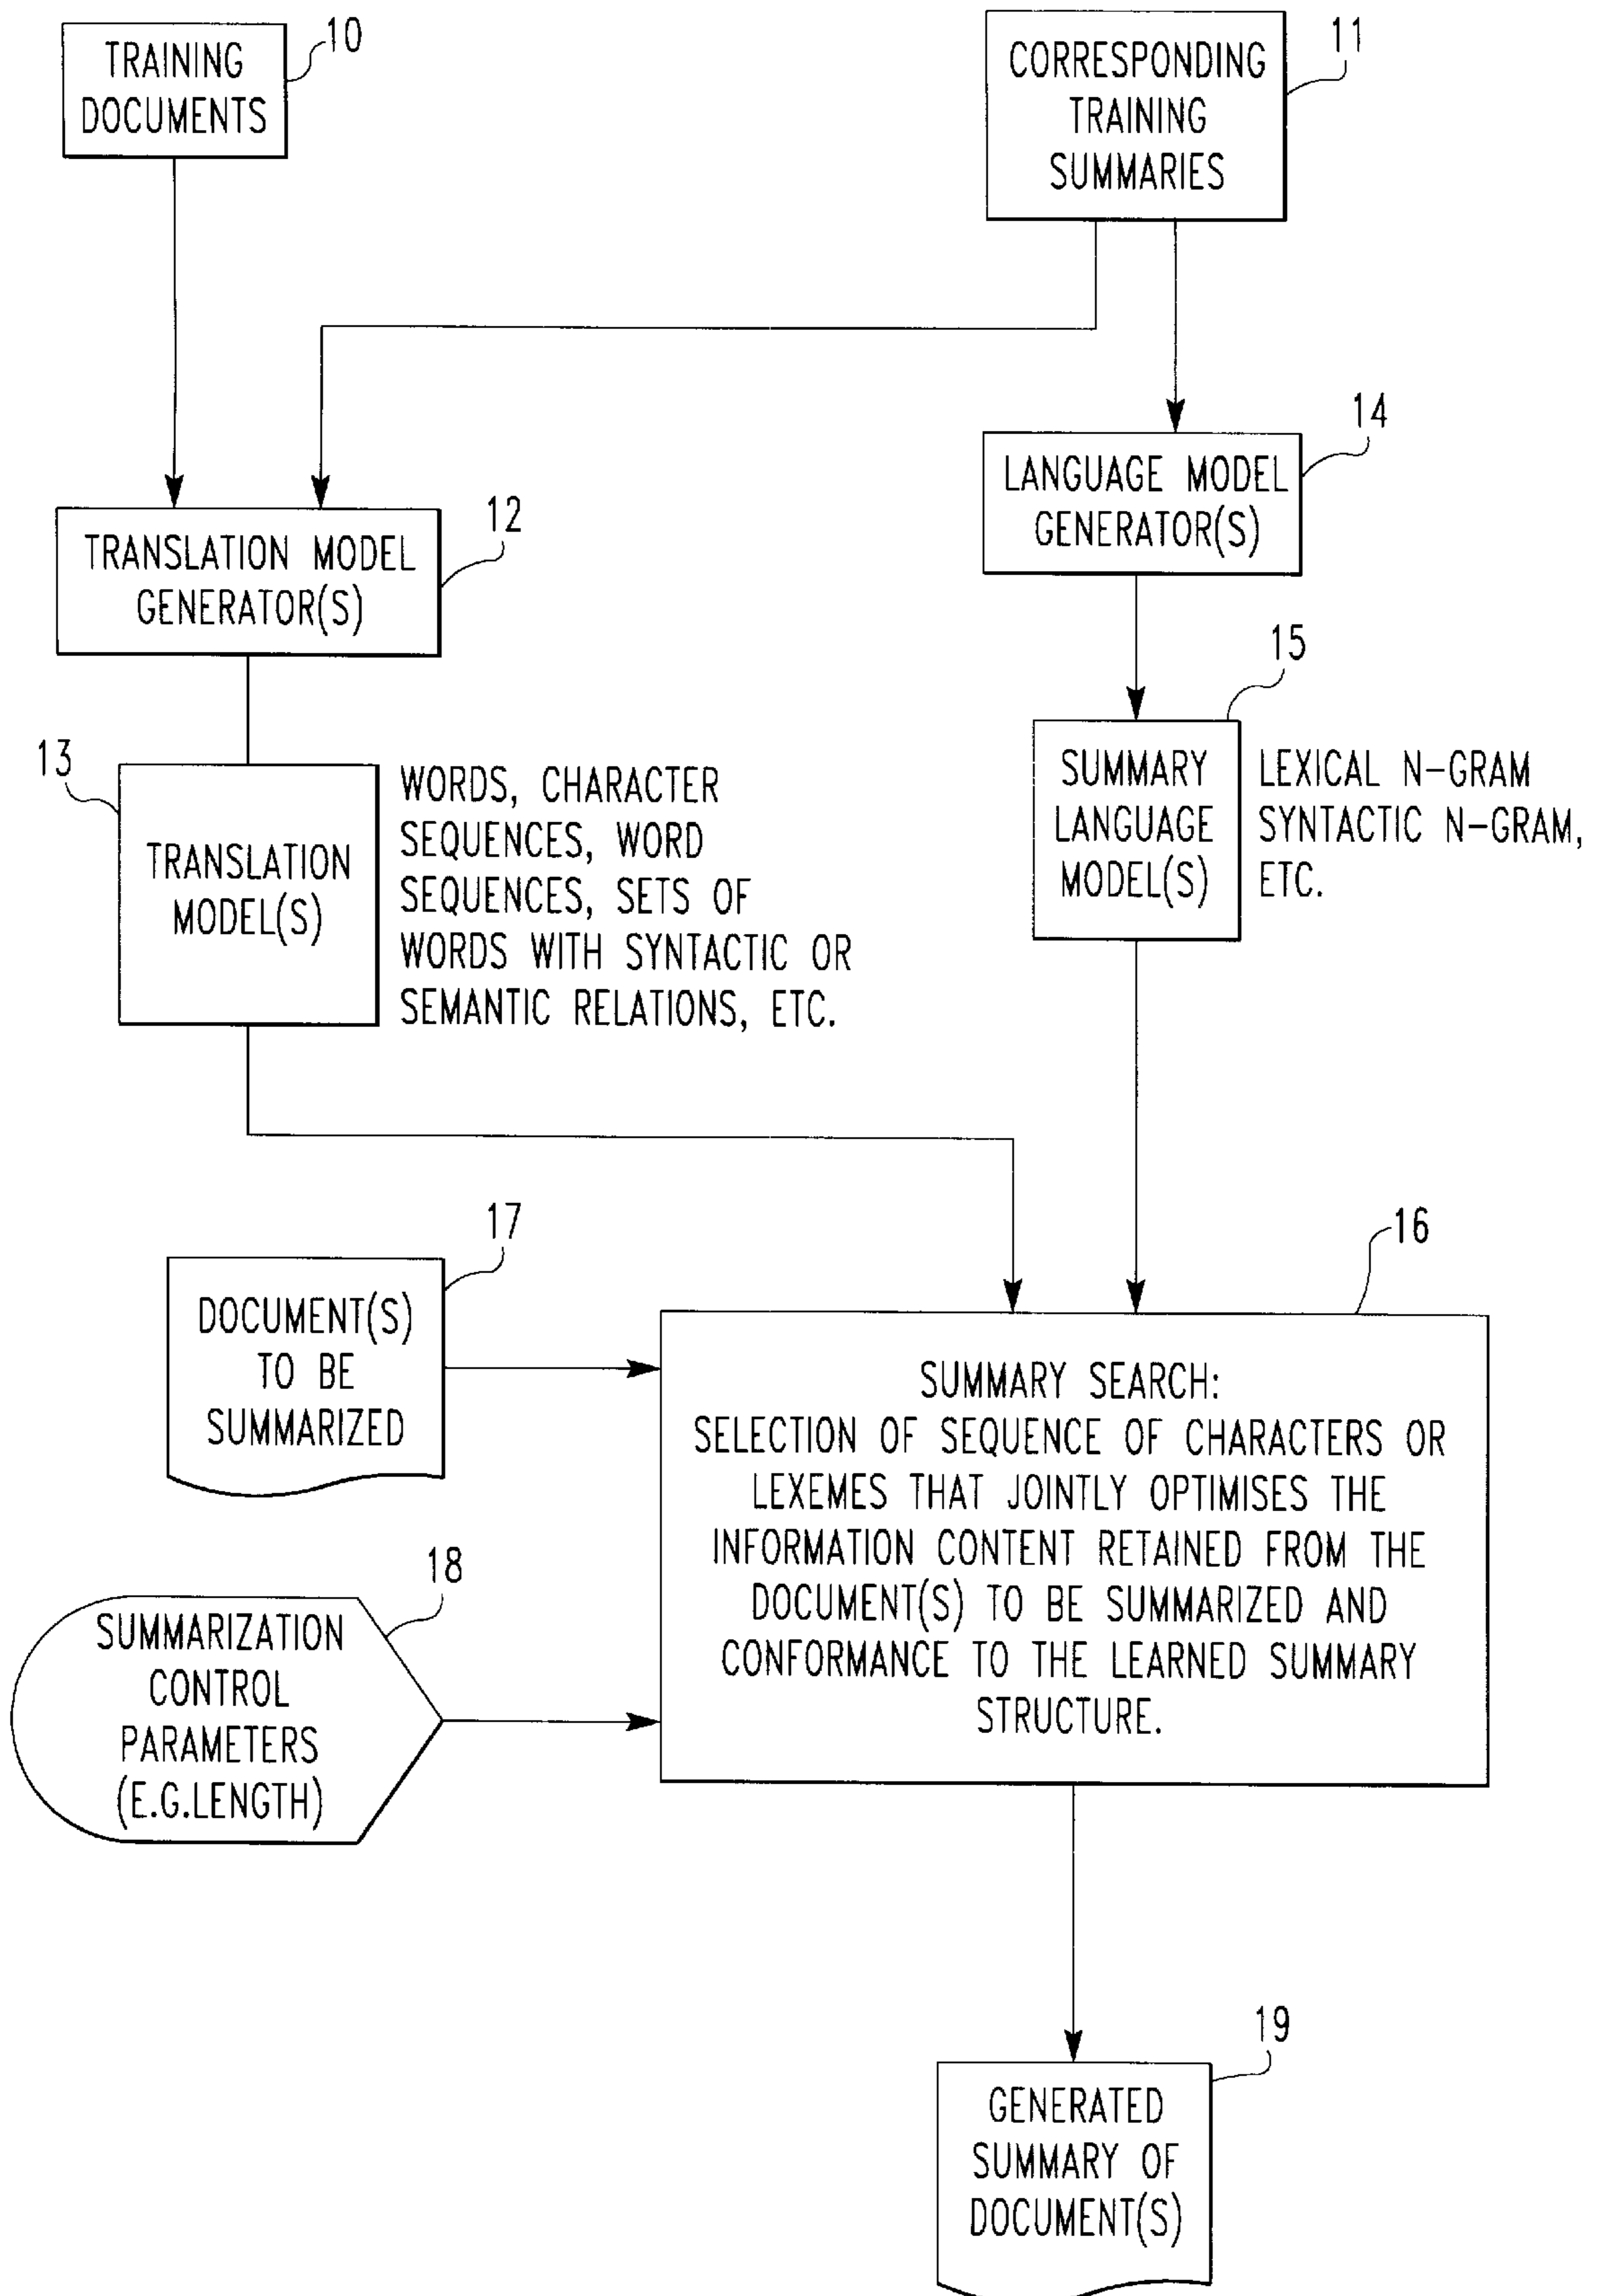 TRAINING
DOCUMENTS
10
CORRESPONDING
TRAINING
SUMMARIES
11
TRANSLATION MODEL
GENERATOR(S)
12
LANGUAGE MODEL
GENERATOR(S)
14
13
TRANSLATION
MODEL(S)
WORDS, CHARACTER
SEQUENCES, WORD
SEQUENCES, SETS OF
WORDS WITH SYNTACTIC OR
SEMANTIC RELATIONS, ETC.
15
SUMMARY
LANGUAGE
MODEL(S)
LEXICAL N-GRAM
SYNTACTIC N-GRAM,
ETC.
17
DOCUMENT(S)
TO BE
SUMMARIZED
16
SUMMARY SEARCH:
SELECTION OF SEQUENCE OF CHARACTERS OR
LEXEMES THAT JOINTLY OPTIMISES THE
INFORMATION CONTENT RETAINED FROM THE
DOCUMENT(S) TO BE SUMMARIZED AND
CONFORMANCE TO THE LEARNED SUMMARY
STRUCTURE.
18
SUMMARIZATION
CONTROL
PARAMETERS
(E.G.LENGTH)
19
GENERATED
SUMMARY OF
DOCUMENT(S)